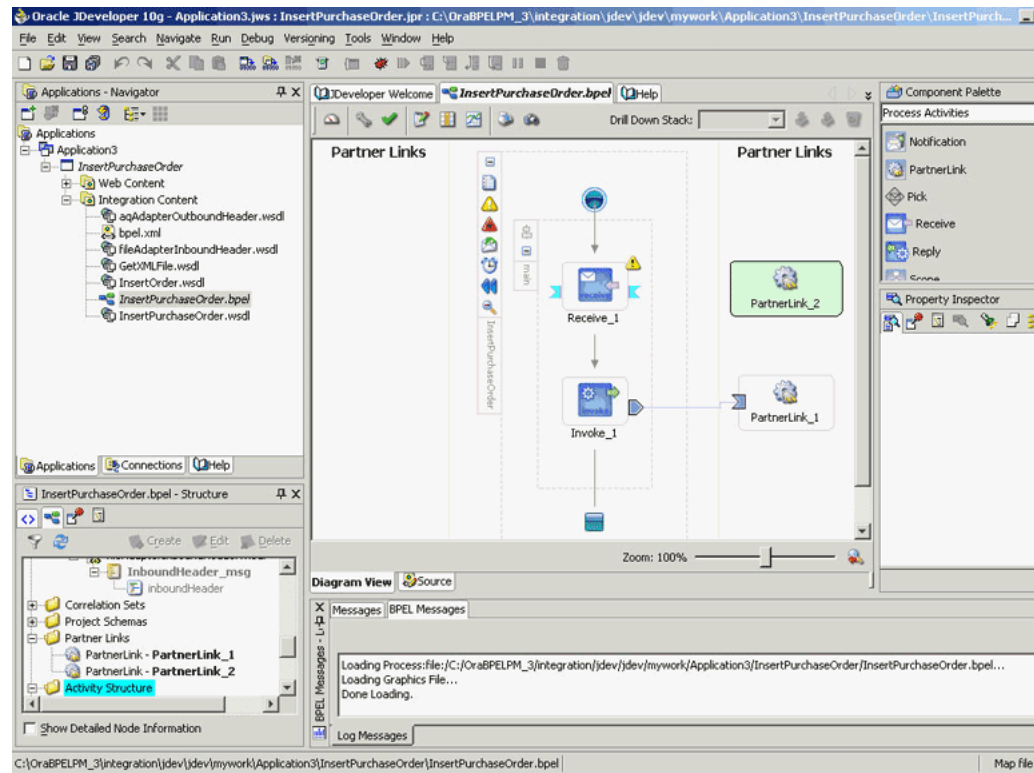 Oracle JDeveloper 10g - Application3.jws : InsertPurchaseOrder.jpr : C:\OraBPELPM_3\integration\jdev\jdev\mywork\Application3\InsertPurchaseOrder\InsertPurch...
File Edit View Search Navigate Run Debug Versioning Tools Window Help
Applications - Navigator
Applications
Application3
InsertPurchaseOrder
Web Content
Integration Content
aqAdapterOutboundHeader.wsdl
bpel.xml
fileAdapterInboundHeader.wsdl
GetXMLFile.wsdl
InsertOrder.wsdl
InsertPurchaseOrder.bpel
InsertPurchaseOrder.wsdl
Applications Connections Help
InsertPurchaseOrder.bpel - Structure
Create Edit Delete
InboundHeader_msg
inboundHeader
Correlation Sets
Project Schemas
Partner Links
PartnerLink - PartnerLink_1
PartnerLink - PartnerLink_2
Activity Structure
Show Detailed Node Information
JDeveloper Welcome InsertPurchaseOrder.bpel Help
Drill Down Stack:
Partner Links
Partner Links
main
InsertPurchaseOrder
receive
Receive_1
invoke
Invoke_1
PartnerLink_2
PartnerLink_1
Zoom: 100%
Diagram View Source
Messages BPEL Messages
BPEL Messages - L
Loading Process:file:/C:/OraBPELPM_3/integration/jdev/jdev/mywork/Application3/InsertPurchaseOrder/InsertPurchaseOrder.bpel...
Loading Graphics File...
Done Loading.
Log Messages
Component Palette
Process Activities
Notification
PartnerLink
Pick
Receive
Reply
Scope
Property Inspector
C:\OraBPELPM_3\integration\jdev\jdev\mywork\Application3\InsertPurchaseOrder\InsertPurchaseOrder.bpel
Map file